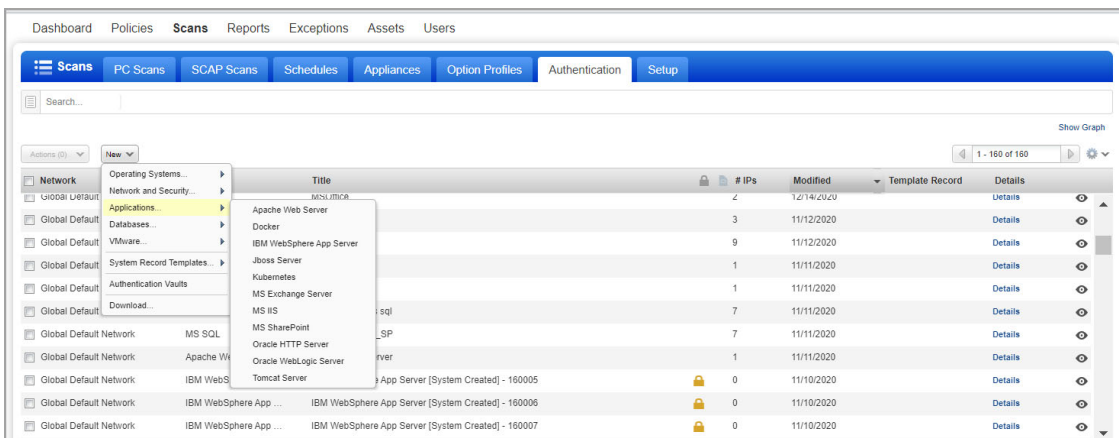 Dashboard Policies Scans Reports Exceptions Assets Users
Scans PC Scans SCAP Scans Schedules Appliances Option Profiles Authentication Setup
Search...
Show Graph
Actions (0) New 1 - 160 of 160
Network Title # IPs Modified Template Record Details
Operating Systems...
Network and Security...
Applications...
Databases...
VMware...
System Record Templates...
Authentication Vaults
Download...
Apache Web Server
Docker
IBM WebSphere App Server
Jboss Server
Kubernetes
MS Exchange Server
MS IIS
MS SharePoint
Oracle HTTP Server
Oracle WebLogic Server
Tomcat Server
Global Default MSOffice 2 12/14/2020 Details
Global Default 3 11/12/2020 Details
Global Default 9 11/12/2020 Details
Global Default 1 11/11/2020 Details
Global Default 1 11/11/2020 Details
Global Default sql 7 11/11/2020 Details
Global Default Network MS SQL _SP 7 11/11/2020 Details
Global Default Network Apache We rver 1 11/11/2020 Details
Global Default Network IBM WebS e App Server [System Created] - 160005 0 11/10/2020 Details
Global Default Network IBM WebSphere App ... IBM WebSphere App Server [System Created] - 160006 0 11/10/2020 Details
Global Default Network IBM WebSphere App ... IBM WebSphere App Server [System Created] - 160007 0 11/10/2020 Details